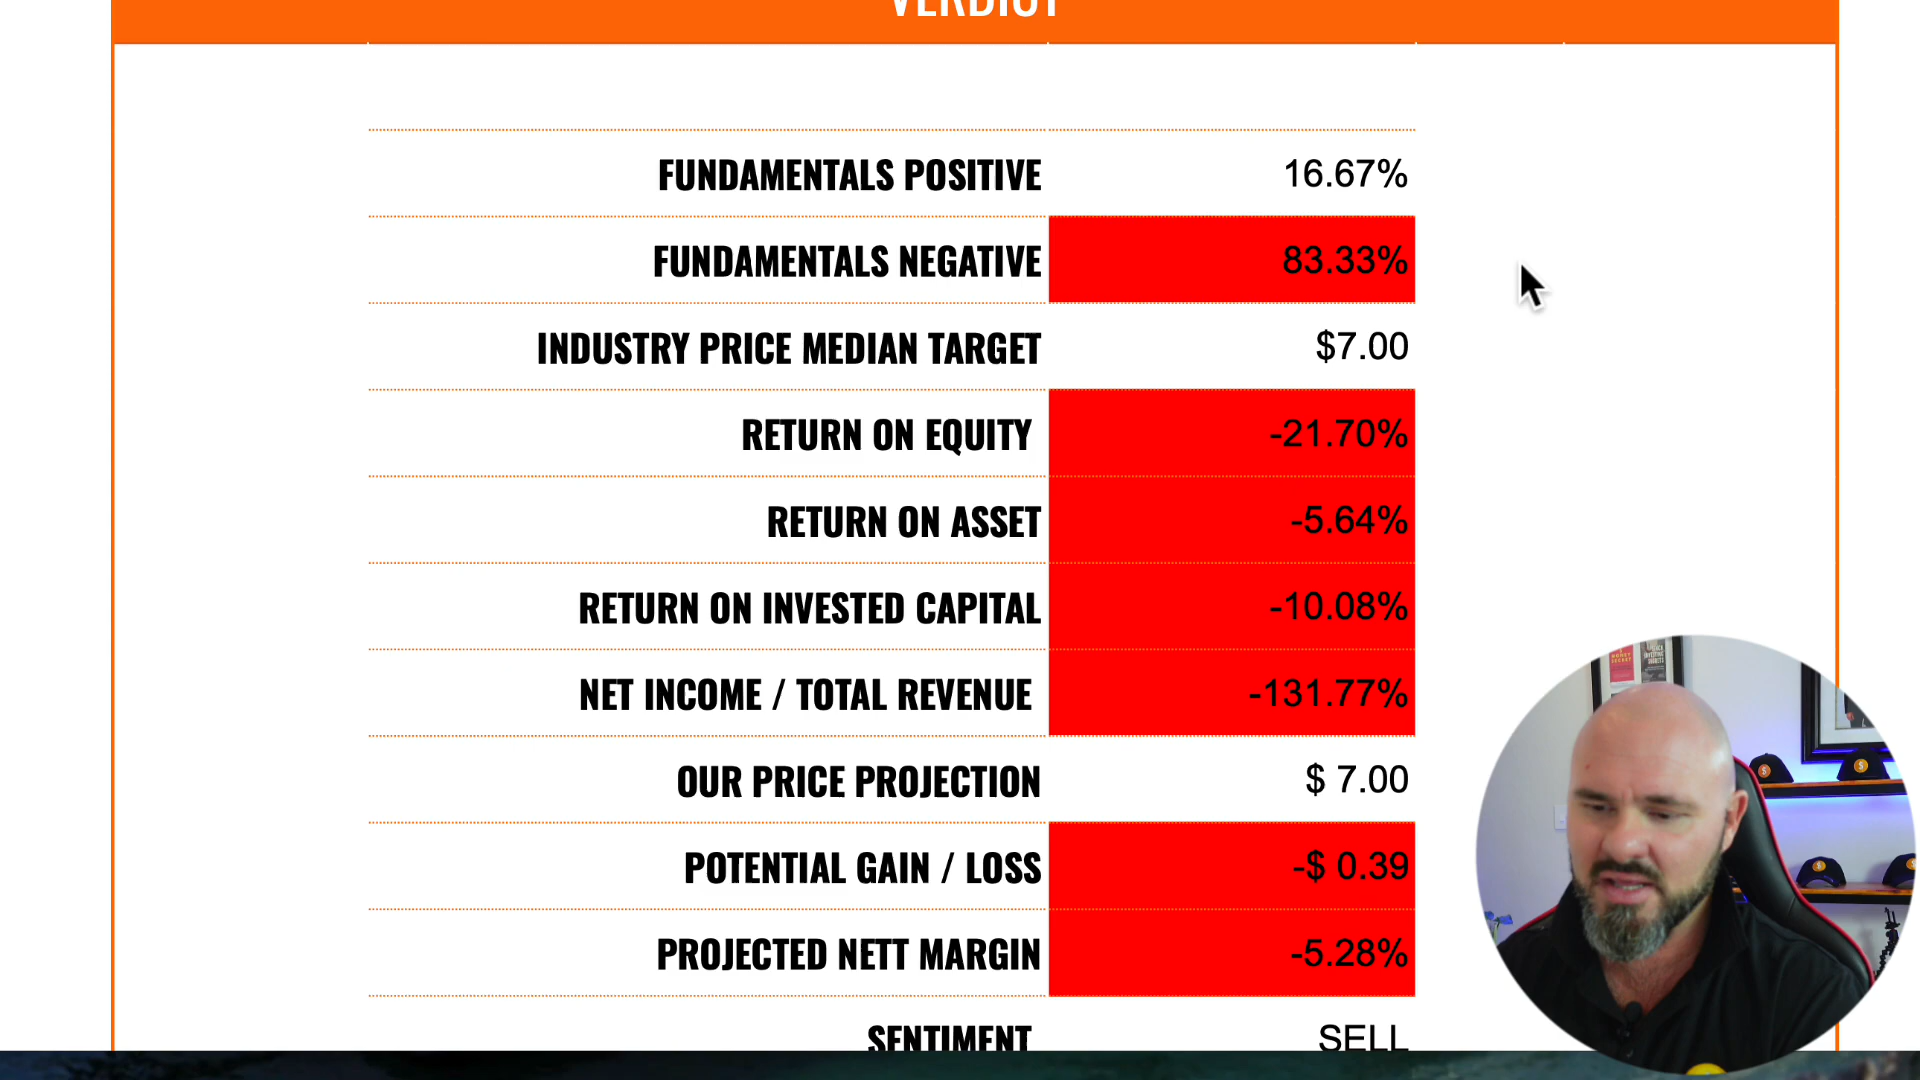 VERDICT
FUNDAMENTALS POSITIVE 16.67%
FUNDAMENTALS NEGATIVE 83.33%
INDUSTRY PRICE MEDIAN TARGET $7.00
RETURN ON EQUITY -21.70%
RETURN ON ASSET -5.64%
RETURN ON INVESTED CAPITAL -10.08%
NET INCOME / TOTAL REVENUE -131.77%
OUR PRICE PROJECTION $ 7.00
POTENTIAL GAIN / LOSS -$ 0.39
PROJECTED NETT MARGIN -5.28%
SENTIMENT SELL